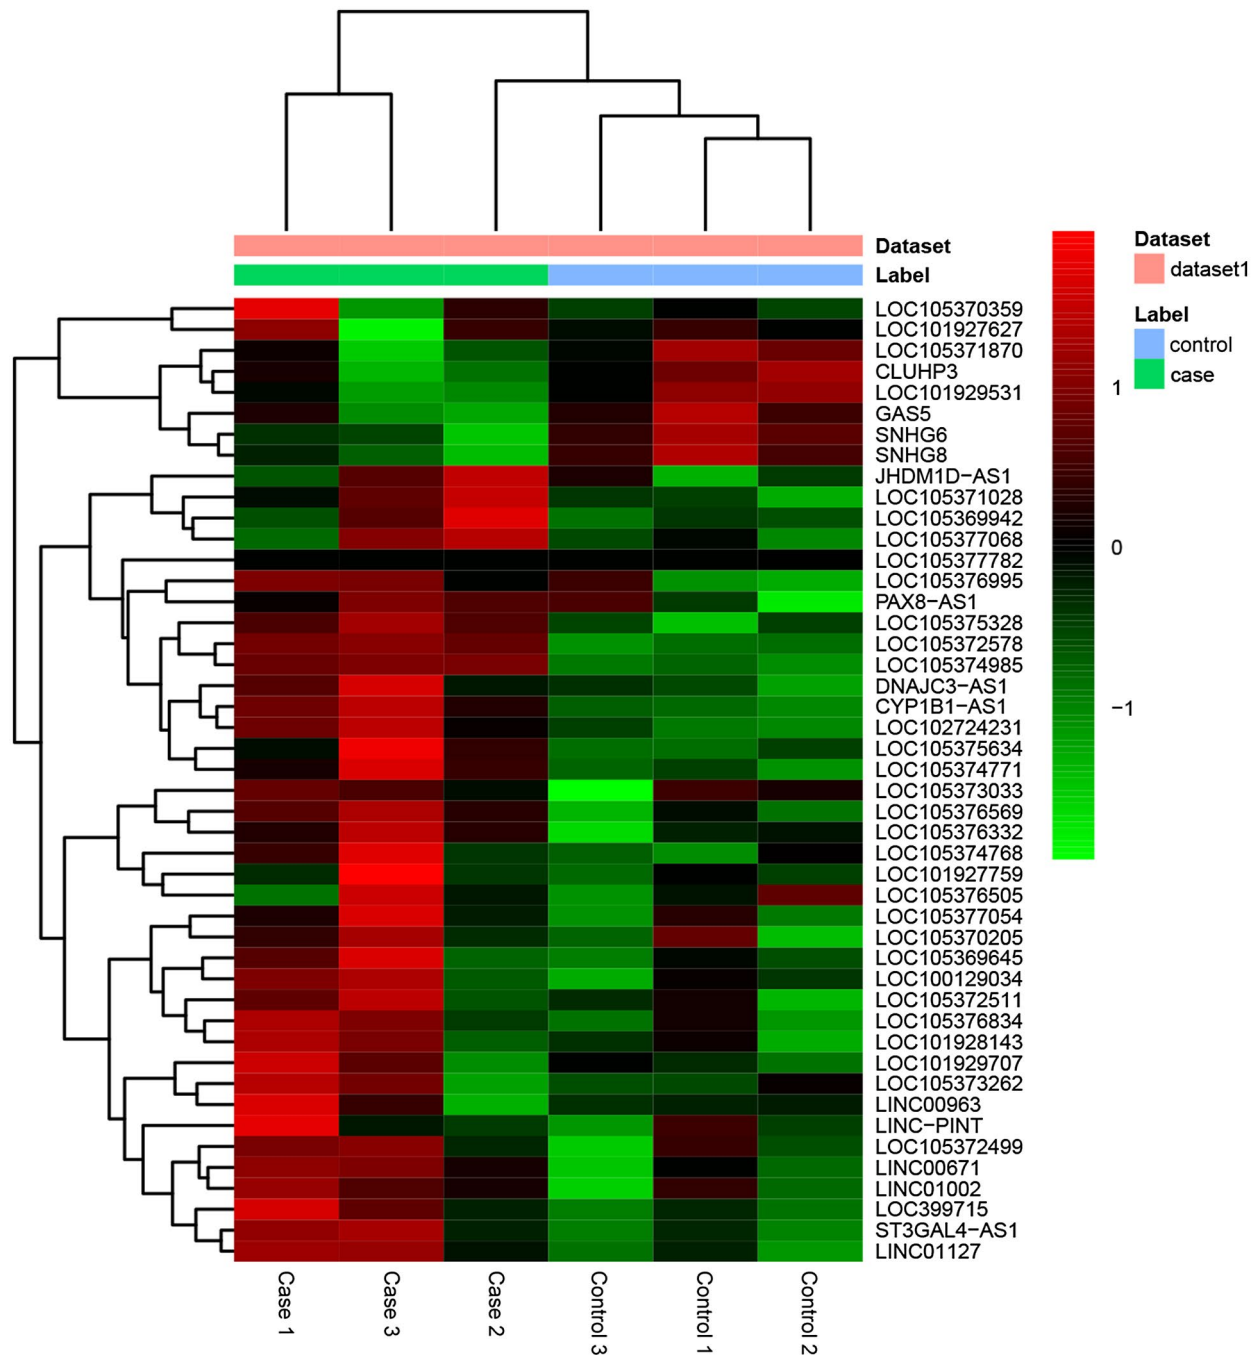 Dataset
Label
LOC105370359
LOC101927627
LOC105371870
CLUHP3
LOC101929531
GAS5
SNHG6
SNHG8
JHDM1D−AS1
LOC105371028
LOC105369942
LOC105377068
LOC105377782
LOC105376995
PAX8−AS1
LOC105375328
LOC105372578
LOC105374985
DNAJC3−AS1
CYP1B1−AS1
LOC102724231
LOC105375634
LOC105374771
LOC105373033
LOC105376569
LOC105376332
LOC105374768
LOC101927759
LOC105376505
LOC105377054
LOC105370205
LOC105369645
LOC100129034
LOC105372511
LOC105376834
LOC101928143
LOC101929707
LOC105373262
LINC00963
LINC−PINT
LOC105372499
LINC00671
LINC01002
LOC399715
ST3GAL4−AS1
LINC01127
Case 1
Case 3
Case 2
Control 3
Control 1
Control 2
1
0
−1
Dataset
dataset1
Label
control
case